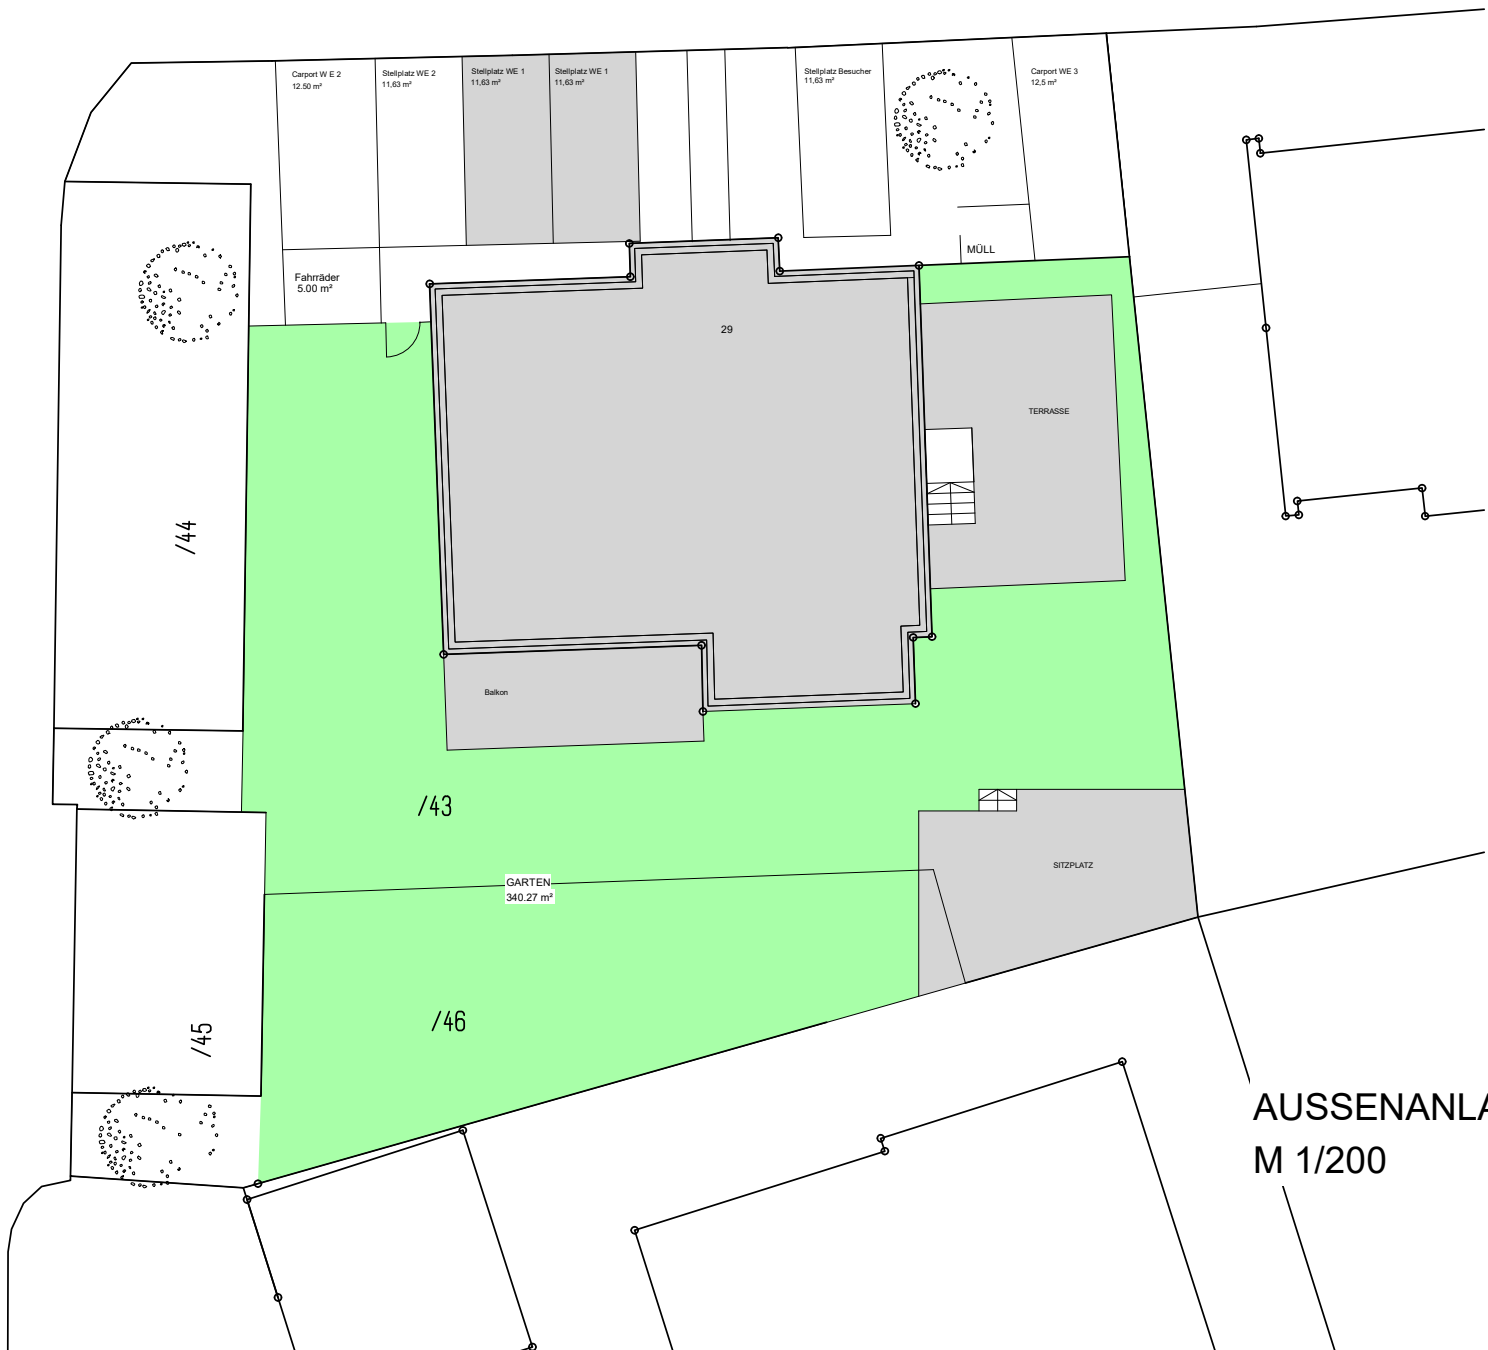 Carport W E 2
12.50 m²
Stellplatz WE 2
11,63 m²
Stellplatz WE 1
11,63 m²
Stellplatz WE 1
11,63 m²
Stellplatz Besucher
11,63 m²
Carport WE 3
12,5 m²
MÜLL
Fahrräder
5.00 m²
29
TERRASSE
/44
Balkon
/43
SITZPLATZ
GARTEN
340.27 m²
/45
/46
AUSSENANLA
M 1/200